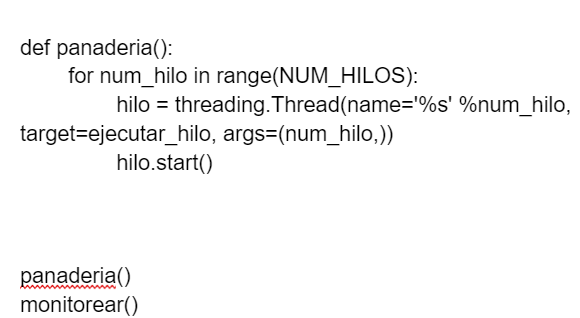 def panaderia():
for num_hilo in range(NUM_HILOS):
hilo = threading.Thread(name='%s' %num_hilo,
target=ejecutar_hilo, args=(num_hilo,))
hilo.start()
panaderia()
monitorear()